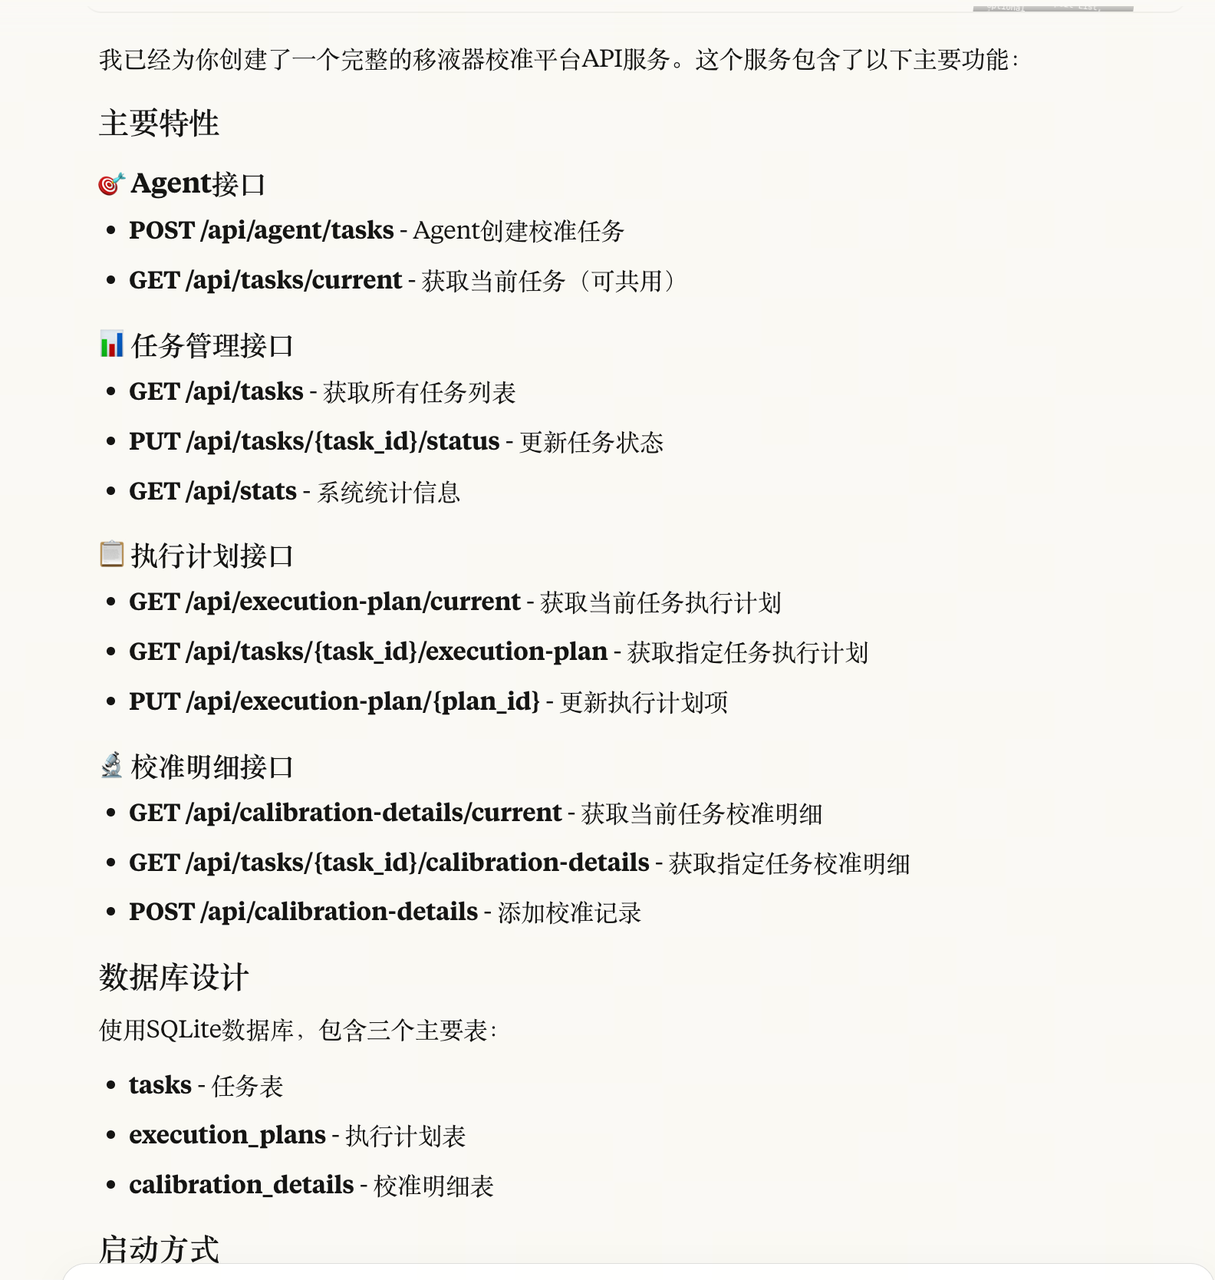 我已经为你创建了一个完整的移液器校准平台API服务。这个服务包含了以下主要功能：
主要特性
🎯 Agent接口
• POST /api/agent/tasks - Agent创建校准任务
• GET /api/tasks/current - 获取当前任务（可共用）
📊 任务管理接口
• GET /api/tasks - 获取所有任务列表
• PUT /api/tasks/{task_id}/status - 更新任务状态
• GET /api/stats - 系统统计信息
📋 执行计划接口
• GET /api/execution-plan/current - 获取当前任务执行计划
• GET /api/tasks/{task_id}/execution-plan - 获取指定任务执行计划
• PUT /api/execution-plan/{plan_id} - 更新执行计划项
🔬 校准明细接口
• GET /api/calibration-details/current - 获取当前任务校准明细
• GET /api/tasks/{task_id}/calibration-details - 获取指定任务校准明细
• POST /api/calibration-details - 添加校准记录
数据库设计
使用SQLite数据库，包含三个主要表：
• tasks - 任务表
• execution_plans - 执行计划表
• calibration_details - 校准明细表
启动方式